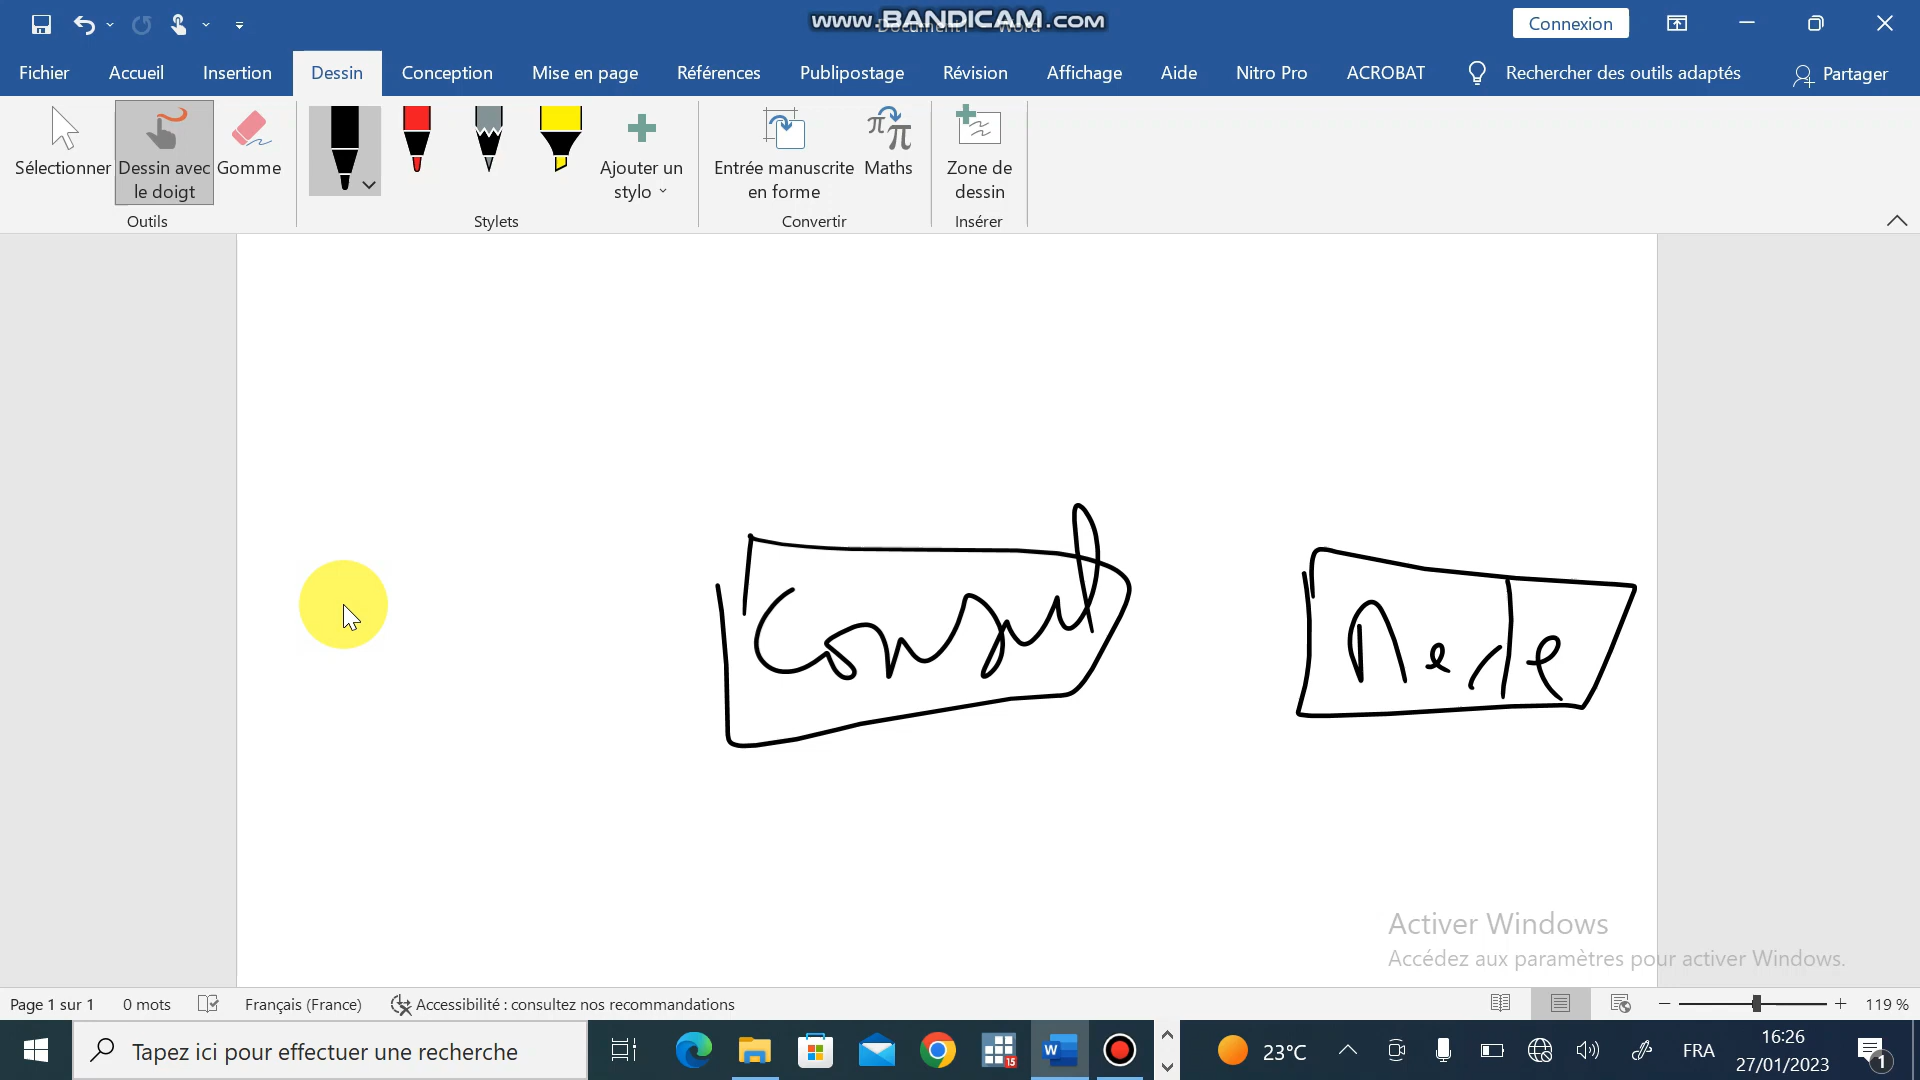 www.BANDICAM.com
Connexion
Fichier Accueil Insertion Dessin Conception Mise en page Références Publipostage Révision Affichage Aide Nitro Pro ACROBAT Rechercher des outils adaptés Partager
Sélectionner Dessin avec le doigt Gomme Ajouter un stylo Entrée manuscrite en forme Maths Zone de dessin
Outils Stylets Convertir Insérer
Consul
Activer Windows
Accédez aux paramètres pour activer Windows.
Page 1 sur 1 0 mots Français (France) Accessibilité : consultez nos recommandations 119 %
Tapez ici pour effectuer une recherche 15 23°C FRA 16:26
27/01/2023 1